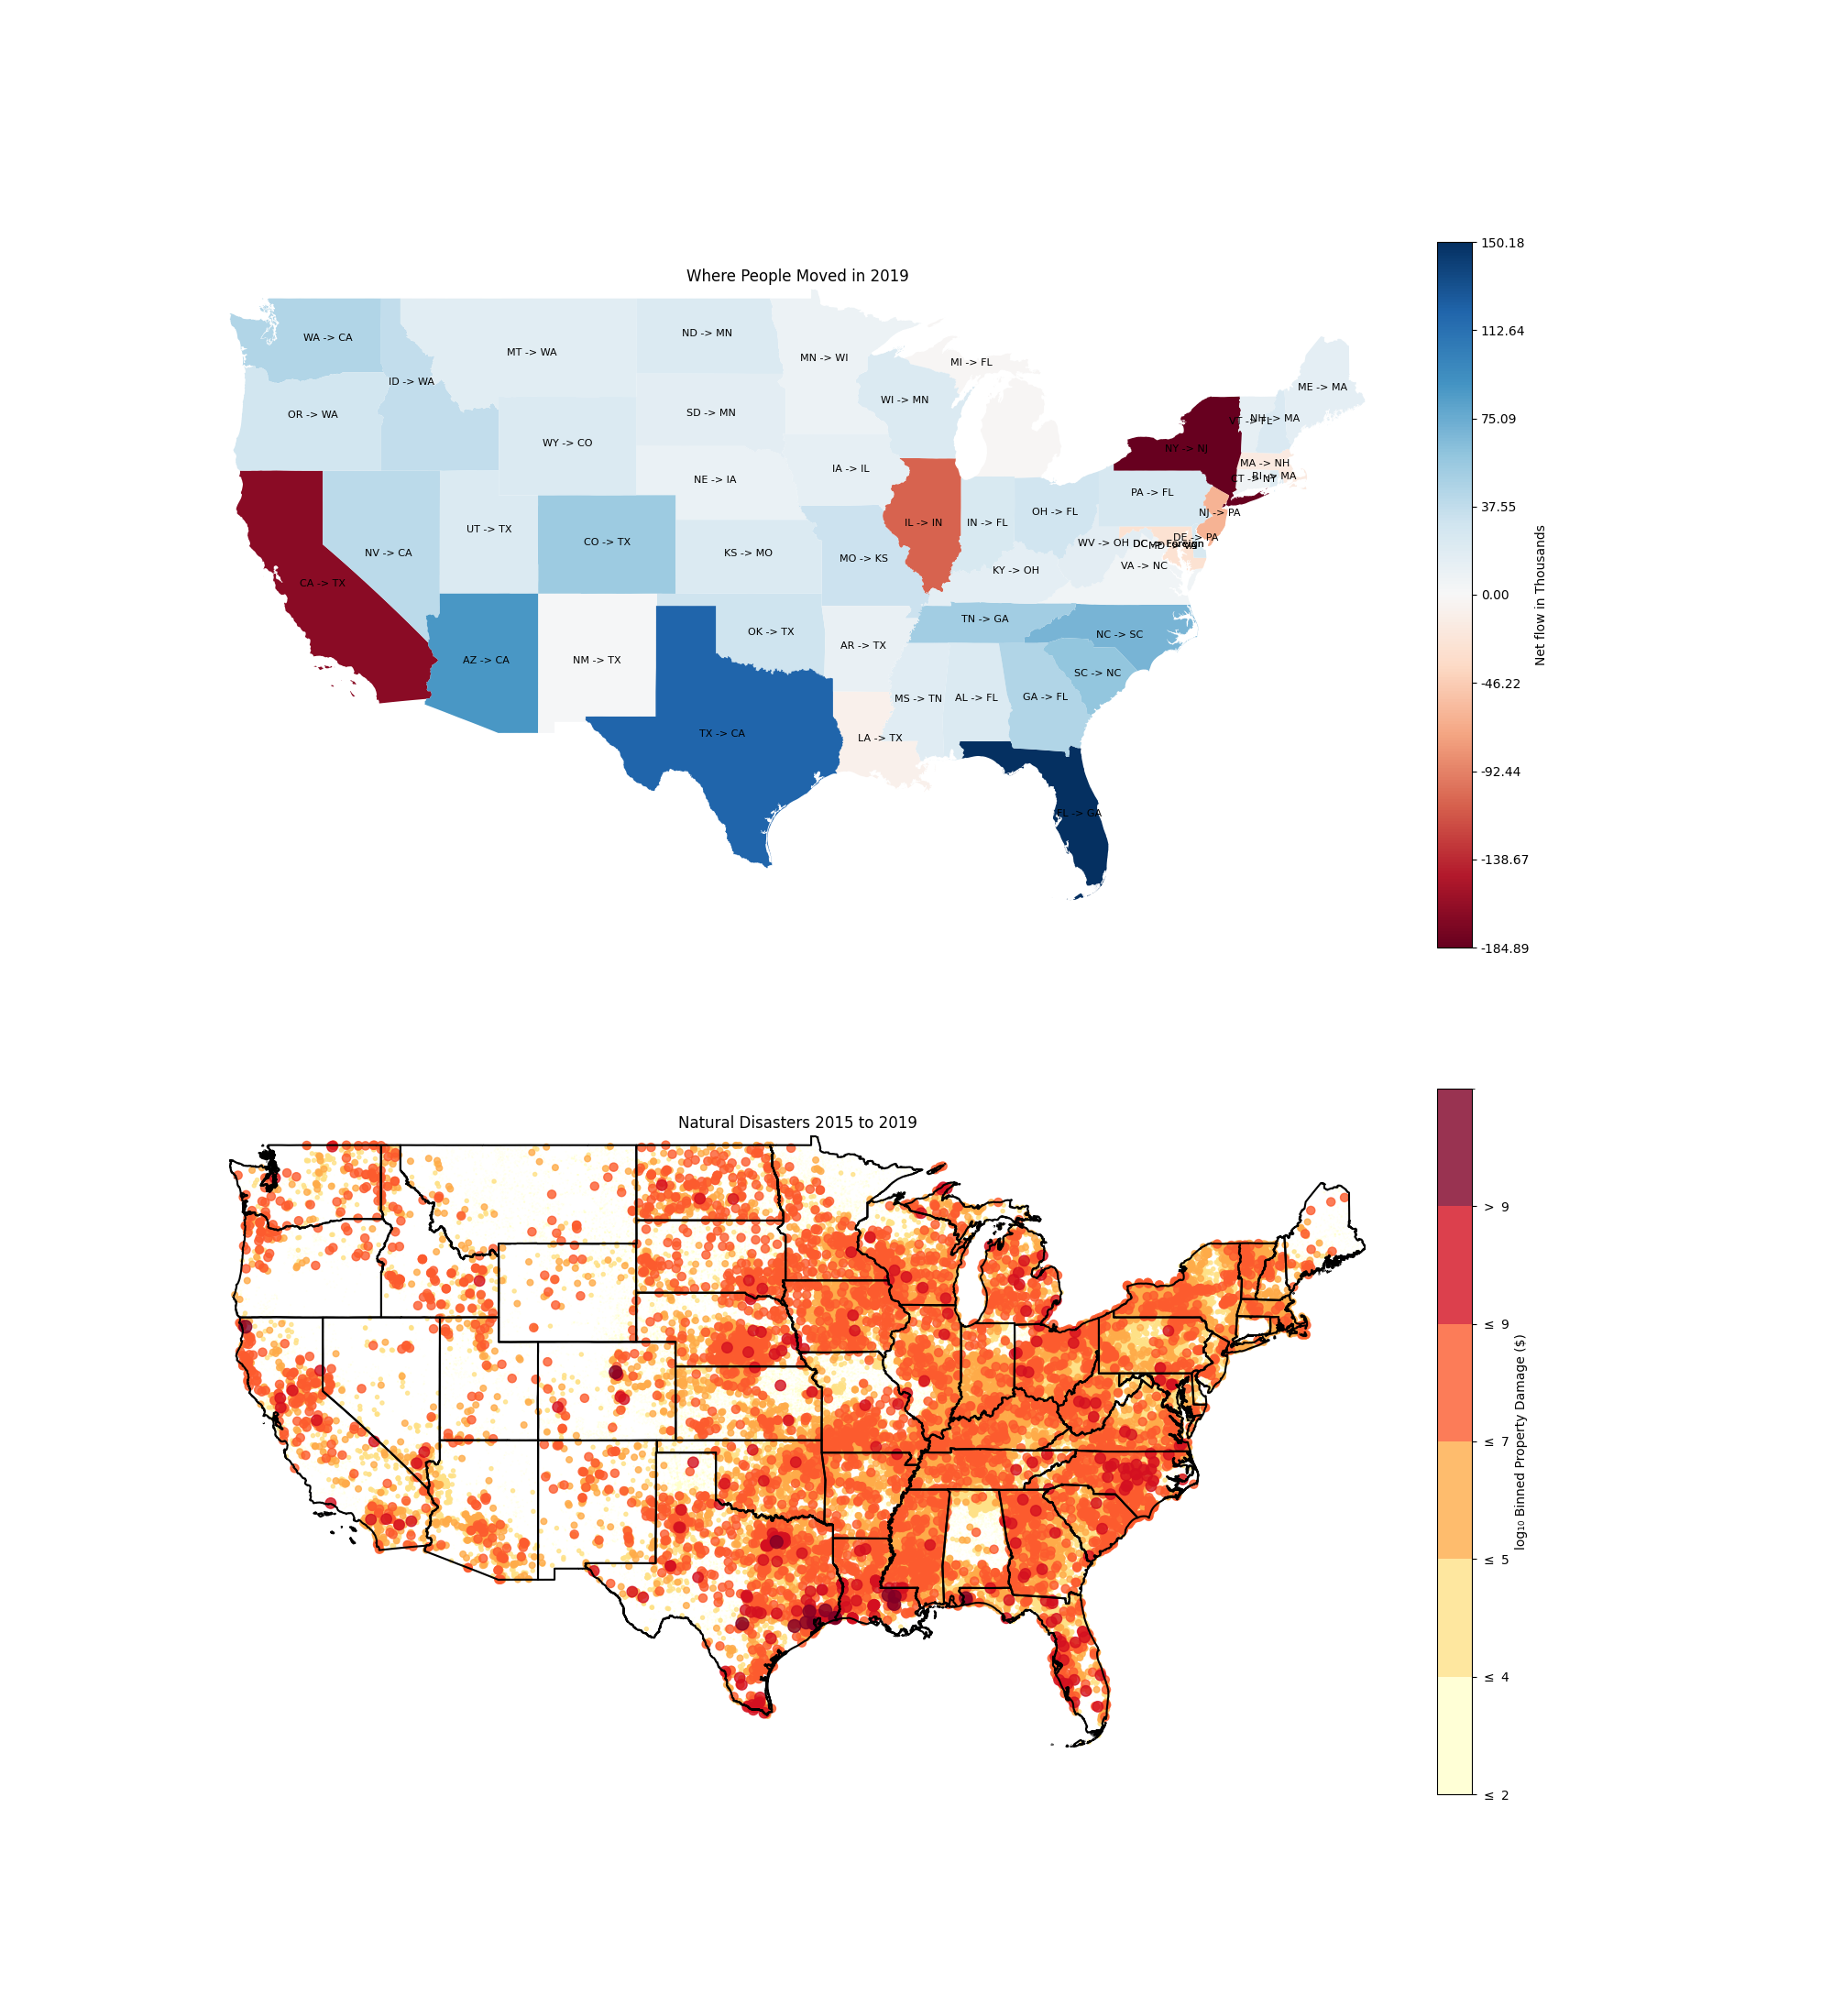 Where People Moved in 2019
WA -> CA
MT -> WA
ND -> MN
MN -> WI
MI -> FL
ID -> WA
OR -> WA
WY -> CO
SD -> MN
WI -> MN
ME -> MA
VT -> FL
NH -> MA
NY -> NJ
MA -> NH
RI -> MA
CT -> NY
IA -> IL
NE -> IA
PA -> FL
NJ -> PA
UT -> TX
NV -> CA
CO -> TX
KS -> MO
MO -> KS
IL -> IN
IN -> FL
OH -> FL
WV -> OH
DC -> Foreign
DE -> PA
VA -> NC
KY -> OH
CA -> TX
AZ -> CA
NM -> TX
OK -> TX
AR -> TX
TN -> GA
NC -> SC
SC -> NC
MS -> TN
AL -> FL
GA -> FL
TX -> CA
LA -> TX
FL -> GA
150.18
112.64
75.09
37.55
0.00
-46.22
-92.44
-138.67
-184.89
Net flow in Thousands
Natural Disasters 2015 to 2019
> 9
≤ 9
≤ 7
≤ 5
≤ 4
≤ 2
log₁₀ Binned Property Damage ($)